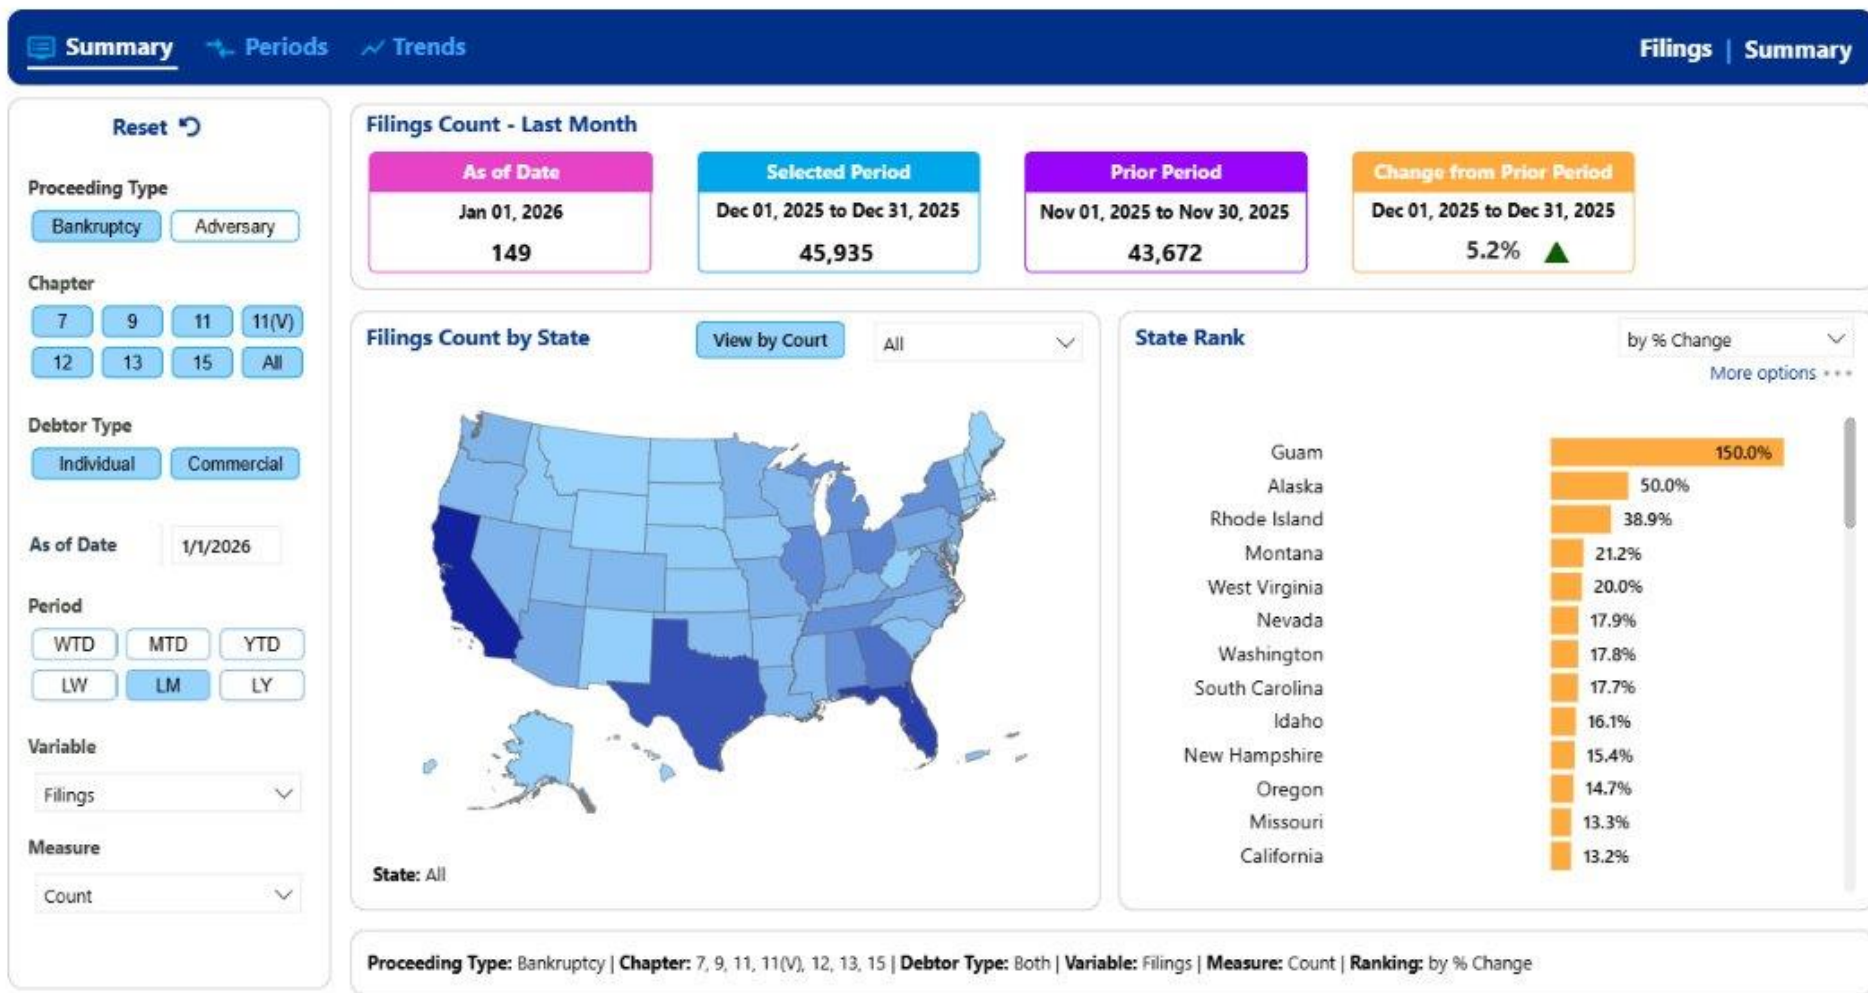 Summary Periods Trends Filings | Summary
Reset
Proceeding Type
Bankruptcy Adversary
Chapter
7 9 11 11(V)
12 13 15 All
Debtor Type
Individual Commercial
As of Date 1/1/2026
Period
WTD MTD YTD
LW LM LY
Variable
Filings
Measure
Count
Filings Count - Last Month
As of Date
Jan 01, 2026
149
Selected Period
Dec 01, 2025 to Dec 31, 2025
45,935
Prior Period
Nov 01, 2025 to Nov 30, 2025
43,672
Change from Prior Period
Dec 01, 2025 to Dec 31, 2025
5.2%
Filings Count by State View by Court All
State: All
State Rank by % Change
More options
Guam 150.0%
Alaska 50.0%
Rhode Island 38.9%
Montana 21.2%
West Virginia 20.0%
Nevada 17.9%
Washington 17.8%
South Carolina 17.7%
Idaho 16.1%
New Hampshire 15.4%
Oregon 14.7%
Missouri 13.3%
California 13.2%
Proceeding Type: Bankruptcy | Chapter: 7, 9, 11, 11(V), 12, 13, 15 | Debtor Type: Both | Variable: Filings | Measure: Count | Ranking: by % Change